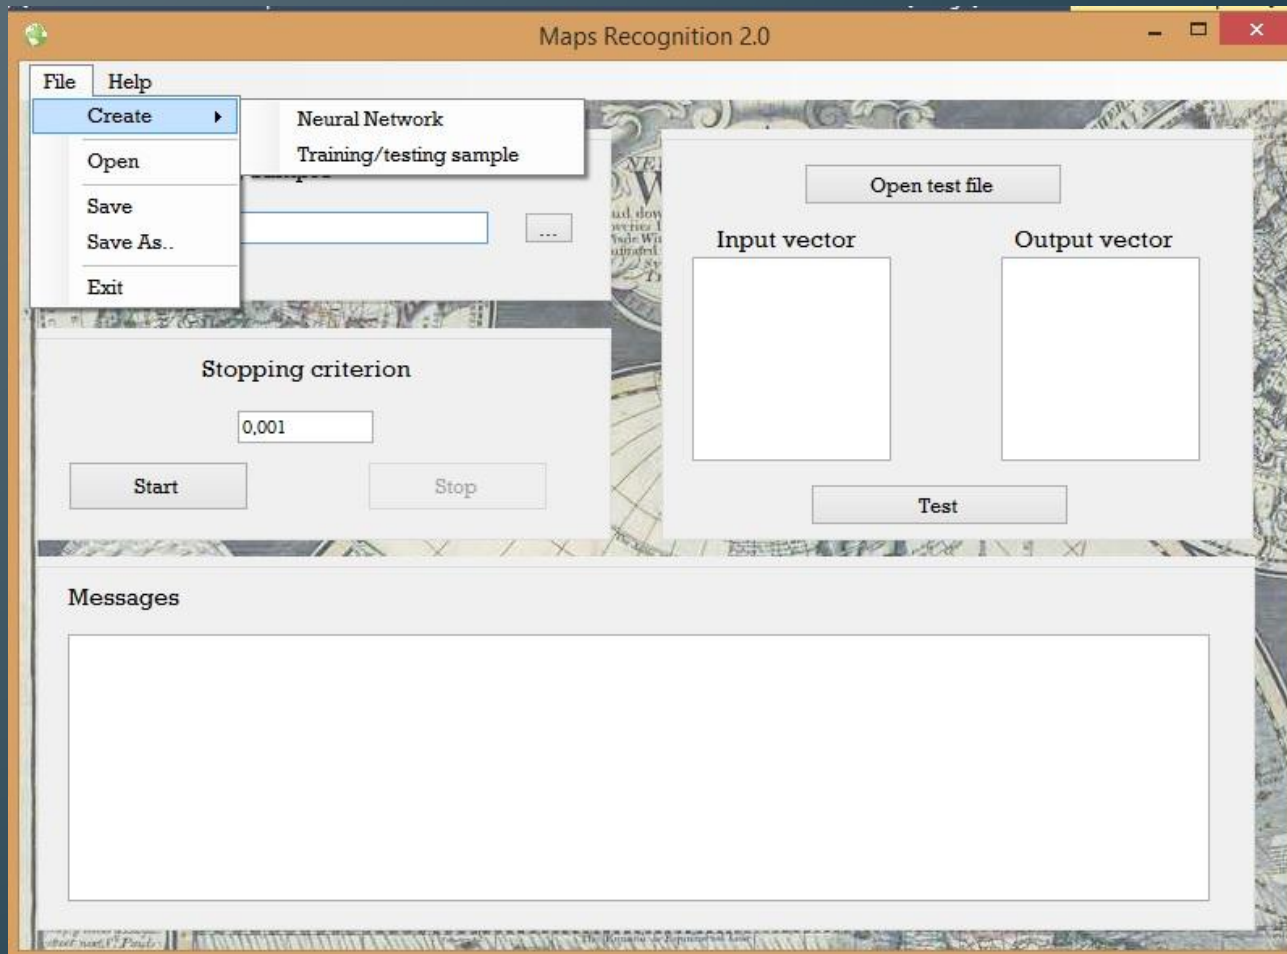 Maps Recognition 2.0
File Help
Create
Neural Network
Training/testing sample
Open
Save
Save As..
Exit
...
Open test file
Input vector Output vector
Stopping criterion
0,001
Start Stop
Test
Messages